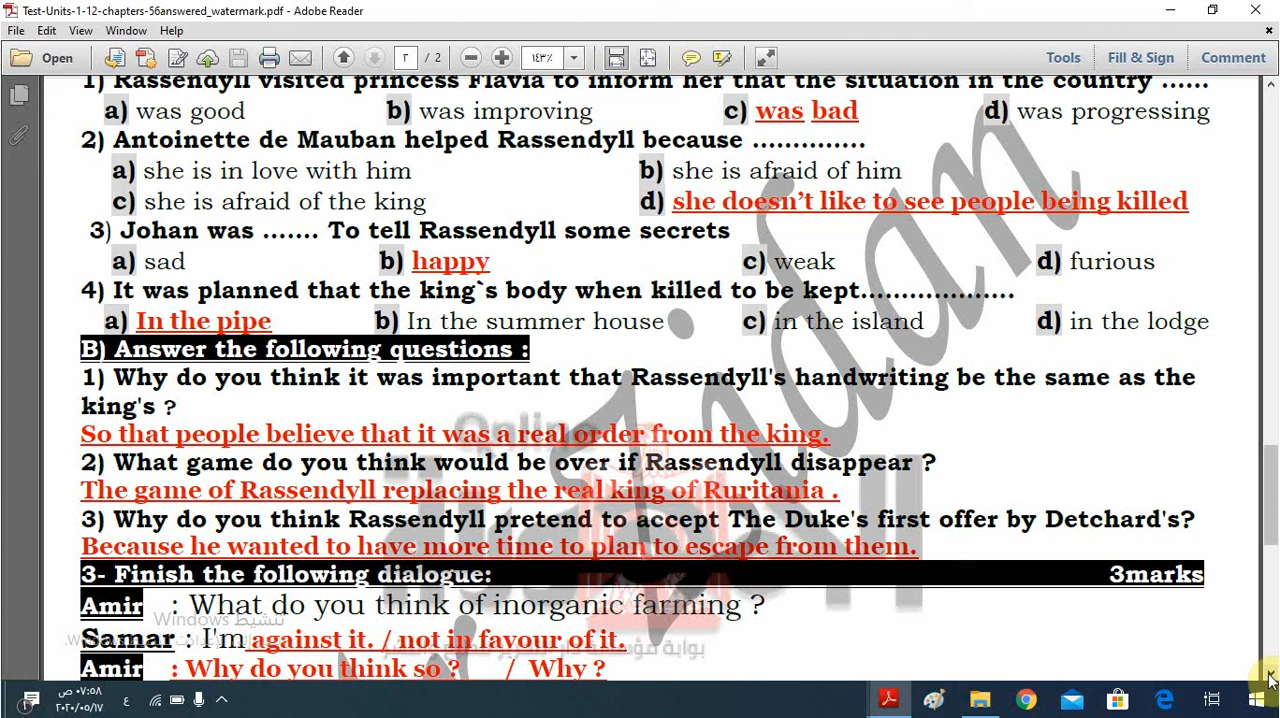 Test-Units-1-12-chapters-56answered_watermark.pdf - Adobe Reader
File Edit View Window Help
Open ٢ / 2 ١٤٣٪ Tools Fill & Sign Comment
1) Rassendyll visited princess Flavia to inform her that the situation in the country ......
a) was good b) was improving c) was bad d) was progressing
2) Antoinette de Mauban helped Rassendyll because ..............
a) she is in love with him b) she is afraid of him
c) she is afraid of the king d) she doesn't like to see people being killed
3) Johan was ....... To tell Rassendyll some secrets
a) sad b) happy c) weak d) furious
4) It was planned that the king`s body when killed to be kept...................
a) In the pipe b) In the summer house c) in the island d) in the lodge
B) Answer the following questions :
1) Why do you think it was important that Rassendyll's handwriting be the same as the
king's ?
So that people believe that it was a real order from the king.
2) What game do you think would be over if Rassendyll disappear ?
The game of Rassendyll replacing the real king of Ruritania .
3) Why do you think Rassendyll pretend to accept The Duke's first offer by Detchard's?
Because he wanted to have more time to plan to escape from them.
3- Finish the following dialogue: 3marks
Amir : What do you think of inorganic farming ?
Samar : I'm against it. / not in favour of it.
Amir : Why do you think so ? / Why ?
Online
Zidan
تنشيط Windows
٠٧:٥٨ ص
٢٠٢٠/٠٥/١٧
ع